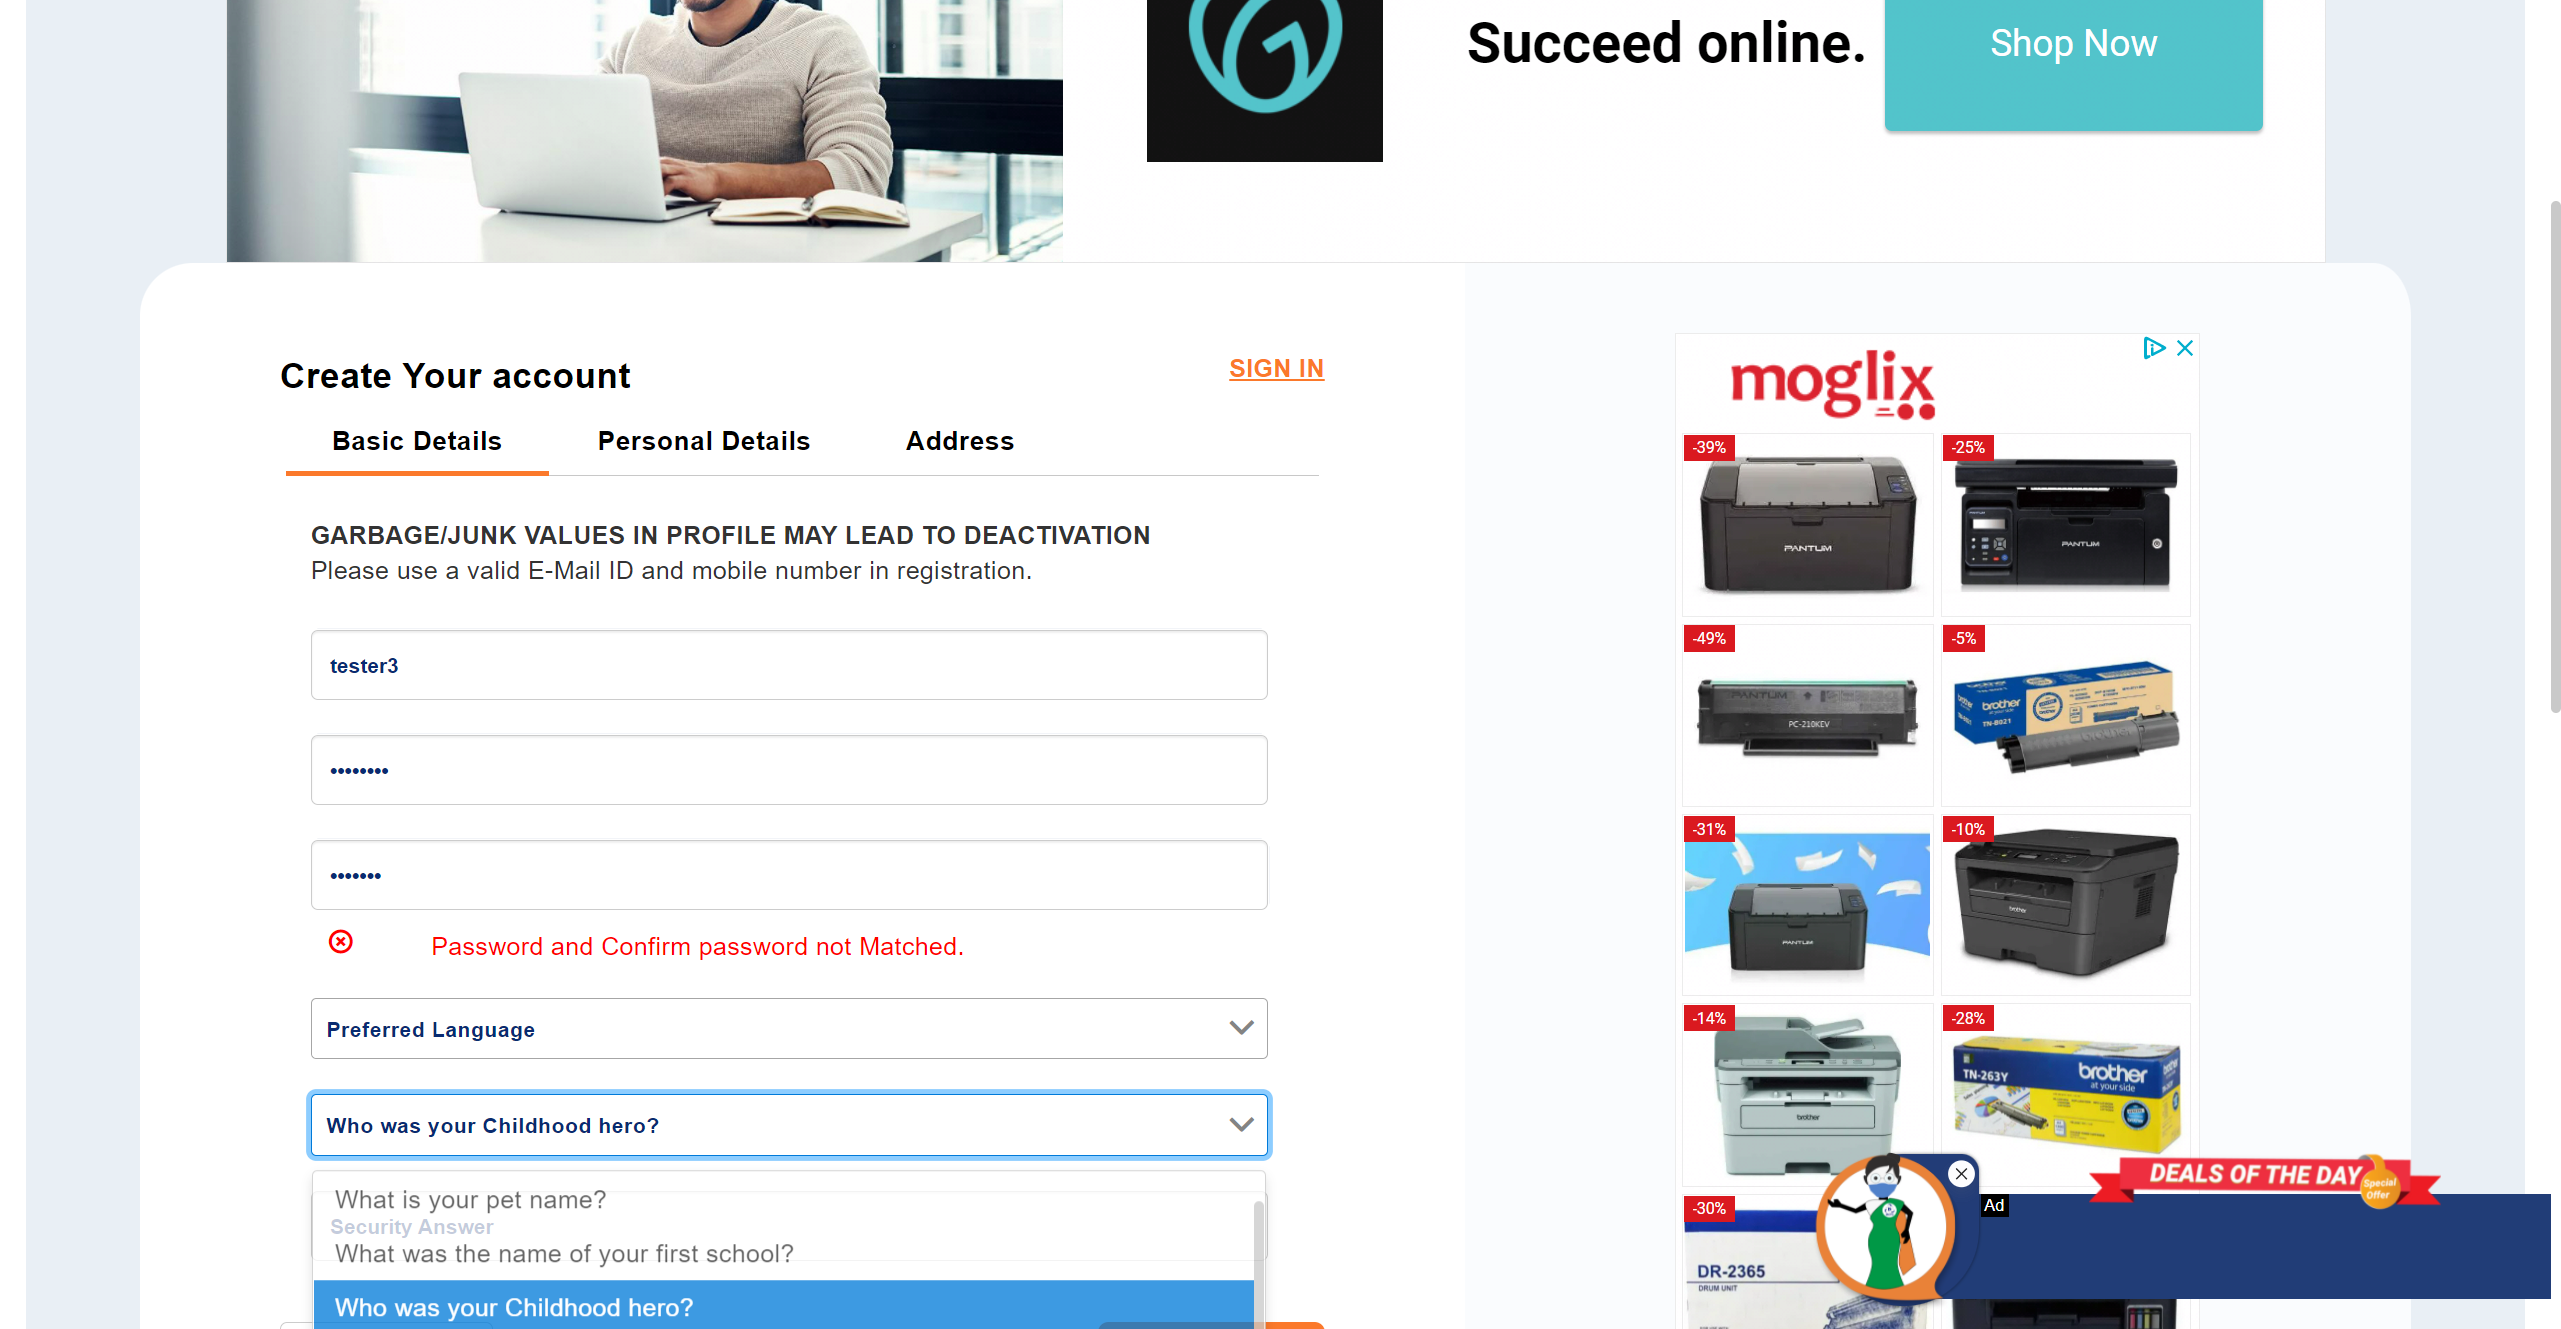 Succeed online.
Shop Now
Create Your account
SIGN IN
Basic Details
Personal Details
Address
GARBAGE/JUNK VALUES IN PROFILE MAY LEAD TO DEACTIVATION
Please use a valid E-Mail ID and mobile number in registration.
tester3
••••••••
•••••••
Password and Confirm password not Matched.
Preferred Language
Who was your Childhood hero?
What is your pet name?
Security Answer
What was the name of your first school?
Who was your Childhood hero?
moglix
-39%
PANTUM
-25%
PANTUM
-49%
PANTUM
PC-210KEV
-5%
brother
at your side
TN-B021
brother
-31%
PANTUM
-10%
brother
-14%
brother
-28%
TN-263Y
brother
at your side
-30%
DR-2365
DRUM UNIT
Ad
DEALS OF THE DAY
Special
Offer